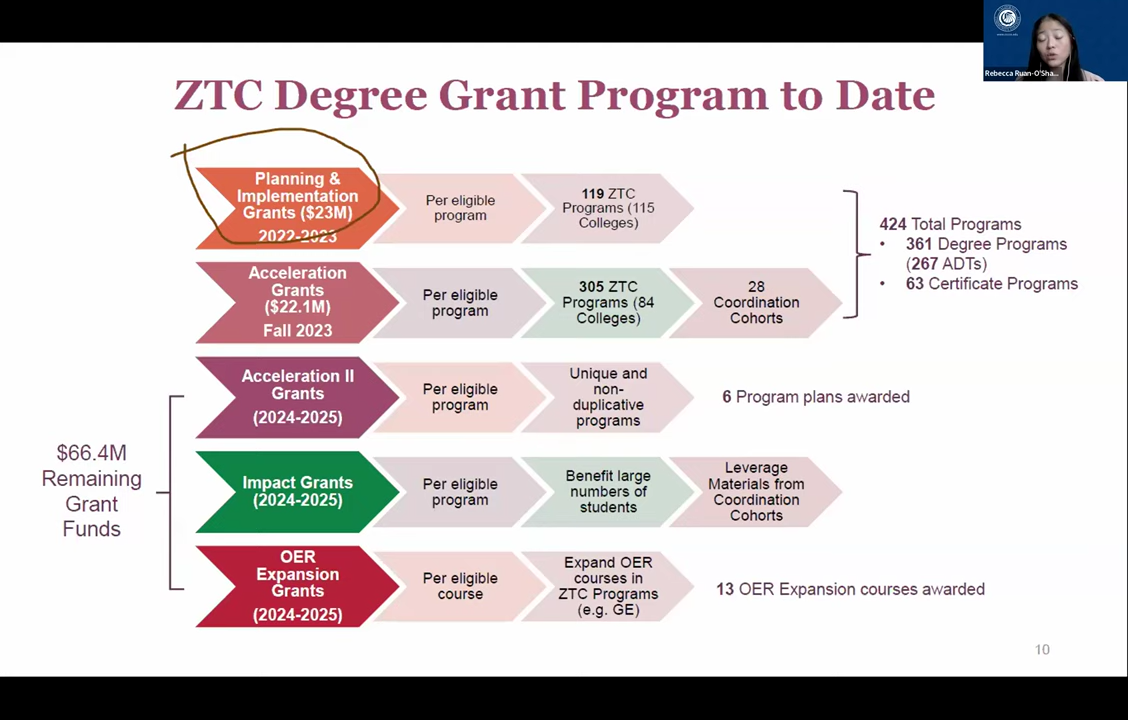 Rebecca Ruan-O'Sha...
ZTC Degree Grant Program to Date
Planning &
Implementation
Grants ($23M)
2022-2023
Per eligible
program
119 ZTC
Programs (115
Colleges)
Acceleration
Grants
($22.1M)
Fall 2023
Per eligible
program
305 ZTC
Programs (84
Colleges)
28
Coordination
Cohorts
424 Total Programs
• 361 Degree Programs
(267 ADTs)
• 63 Certificate Programs
$66.4M
Remaining
Grant
Funds
Acceleration II
Grants
(2024-2025)
Per eligible
program
Unique and
non-
duplicative
programs
6 Program plans awarded
Impact Grants
(2024-2025)
Per eligible
program
Benefit large
numbers of
students
Leverage
Materials from
Coordination
Cohorts
OER
Expansion
Grants
(2024-2025)
Per eligible
course
Expand OER
courses in
ZTC Programs
(e.g. GE)
13 OER Expansion courses awarded
10